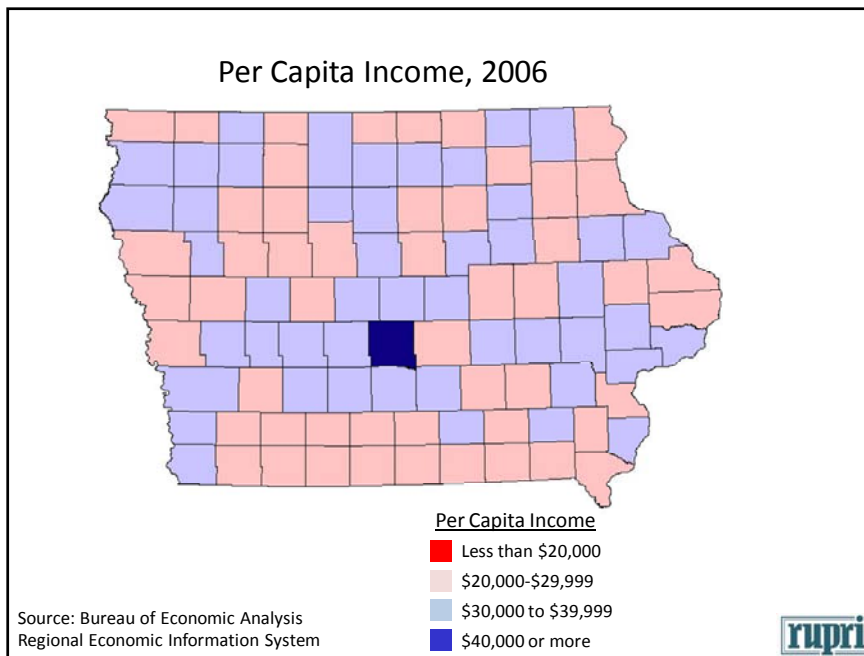 Per Capita Income, 2006
Per Capita Income
Less than $20,000
$20,000-$29,999
$30,000 to $39,999
$40,000 or more
Source: Bureau of Economic Analysis
Regional Economic Information System
rupri